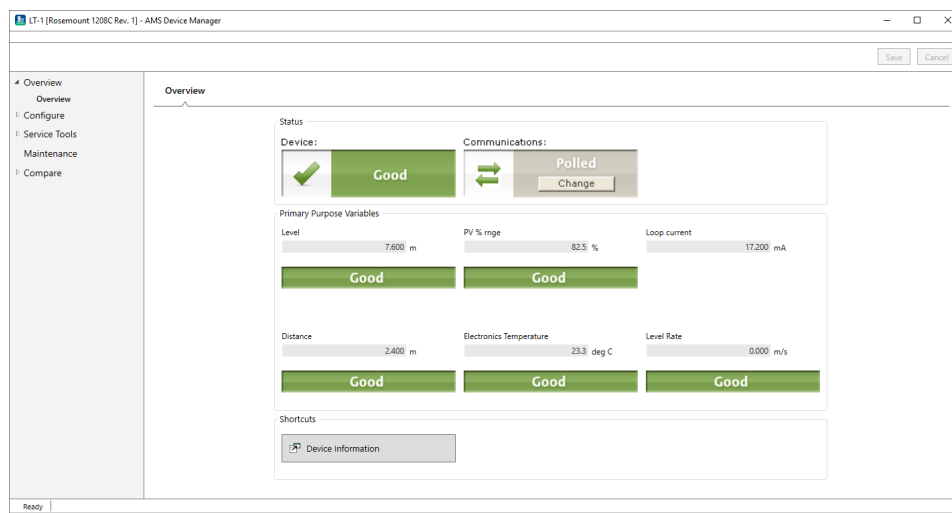 LT-1 [Rosemount 1208C Rev. 1] - AMS Device Manager
Save Cancel
Overview
Overview
Configure
Service Tools
Maintenance
Compare
Overview
Status
Device: Communications:
Good Polled
Change
Primary Purpose Variables
Level PV % rnge Loop current
7.600 m 82.5 % 17.200 mA
Good Good
Distance Electronics Temperature Level Rate
2.400 m 23.3 deg C 0.000 m/s
Good Good Good
Shortcuts
Device Information
Ready